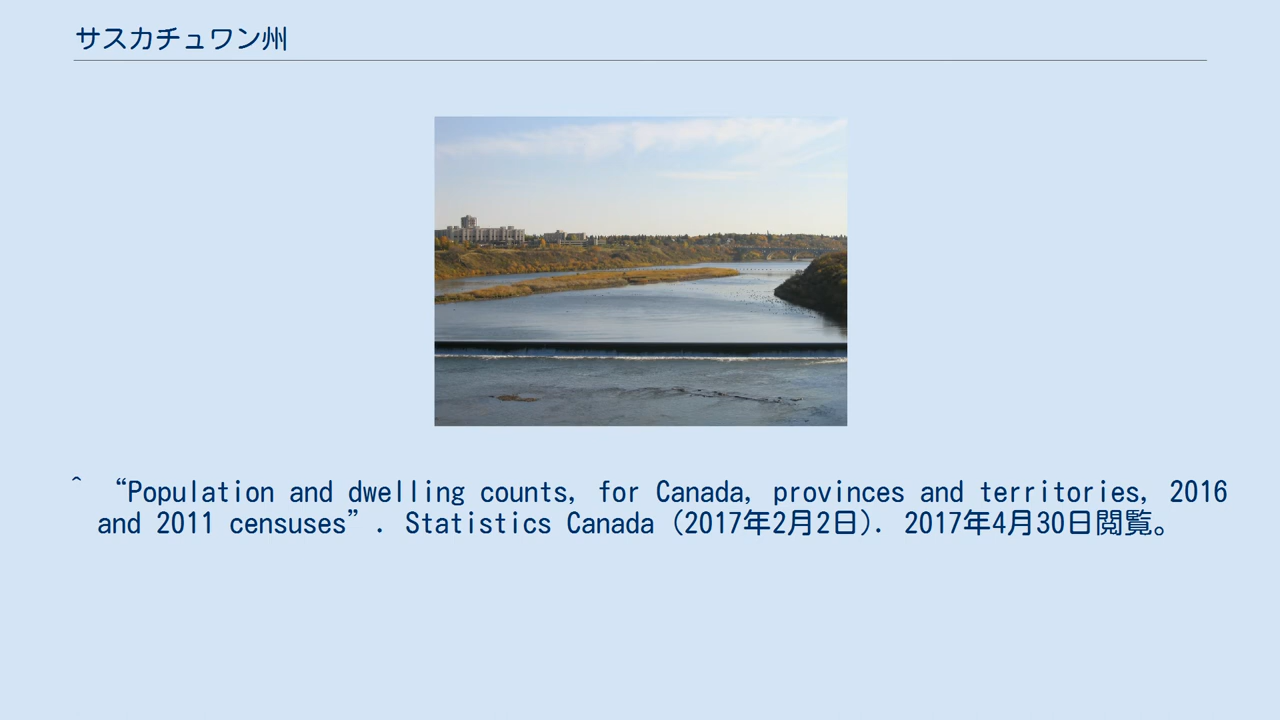 サスカチュワン州
^ “Population and dwelling counts, for Canada, provinces and territories, 2016
and 2011 censuses”. Statistics Canada (2017年2月2日). 2017年4月30日閲覧。